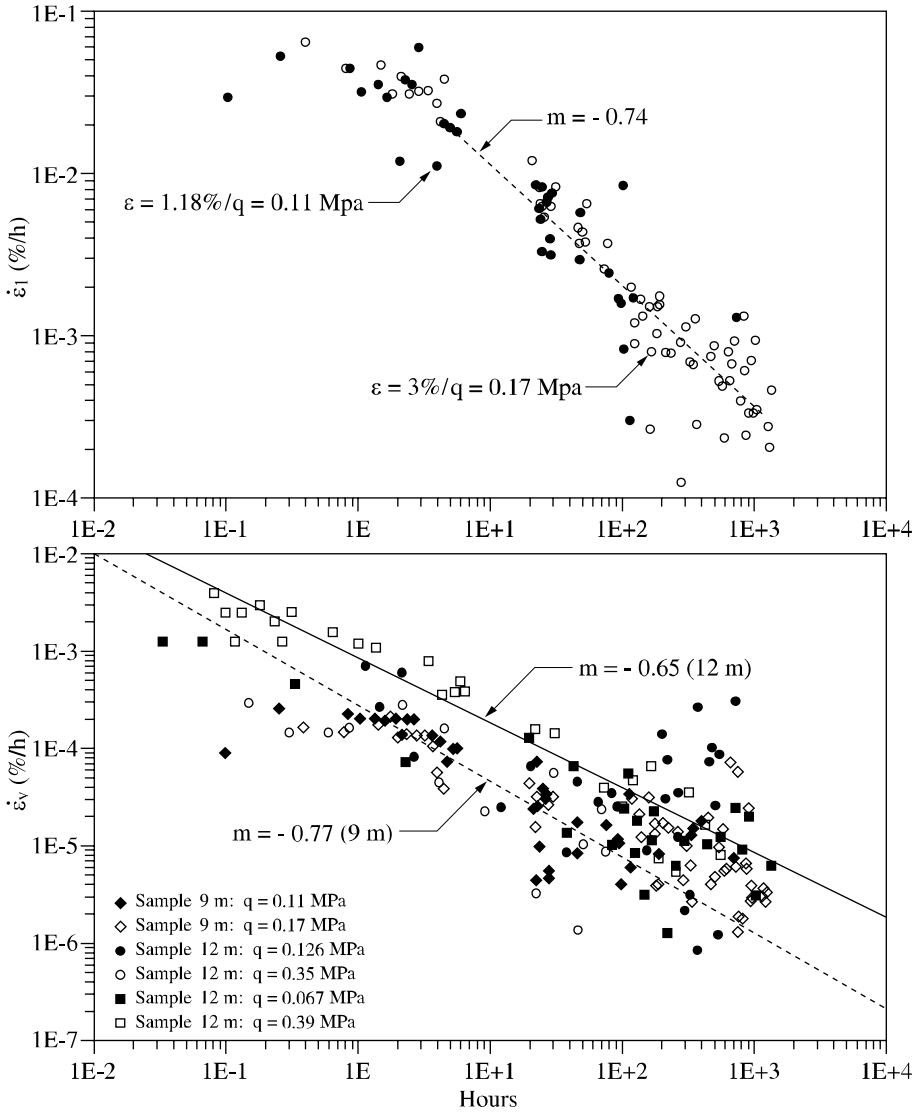 1E-1
1E-2
1E-3
1E-4
ε̇1 (%/h)
m = - 0.74
ε = 1.18%/q = 0.11 Mpa
ε = 3%/q = 0.17 Mpa
1E-2 1E-1 1E0 1E+1 1E+2 1E+3 1E+4
1E-2
1E-3
1E-4
1E-5
1E-6
1E-7
ε̇v (%/h)
m = - 0.65 (12 m)
m = - 0.77 (9 m)
Sample 9 m: q = 0.11 MPa
Sample 9 m: q = 0.17 MPa
Sample 12 m: q = 0.126 MPa
Sample 12 m: q = 0.35 MPa
Sample 12 m: q = 0.067 MPa
Sample 12 m: q = 0.39 MPa
1E-2 1E-1 1E0 1E+1 1E+2 1E+3 1E+4
Hours